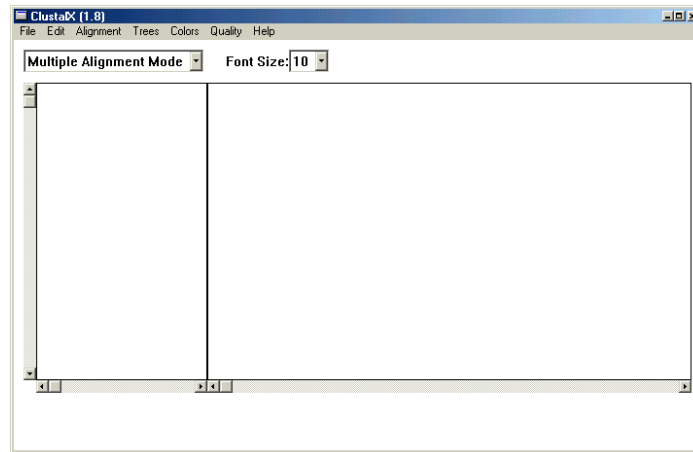 ClustalX (1.8)
File Edit Alignment Trees Colors Quality Help
Multiple Alignment Mode Font Size: 10